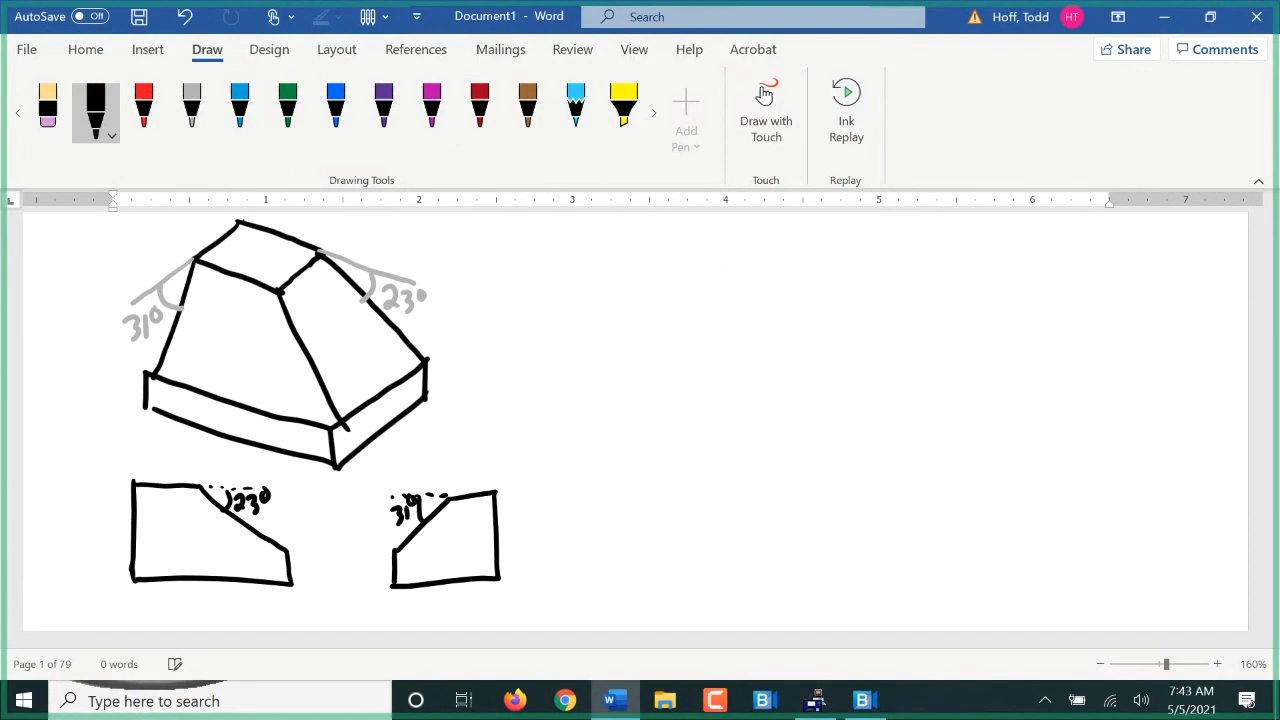 AutoSave Off Document1 - Word Search Hoff, Todd HT
File Home Insert Draw Design Layout References Mailings Review View Help Acrobat Share Comments
Add Pen
Draw with Touch
Ink Replay
Drawing Tools Touch Replay
1 2 3 4 5 6 7
31° 23°
23° 31°
Page 1 of 79 0 words 160%
Type here to search 7:43 AM
5/5/2021